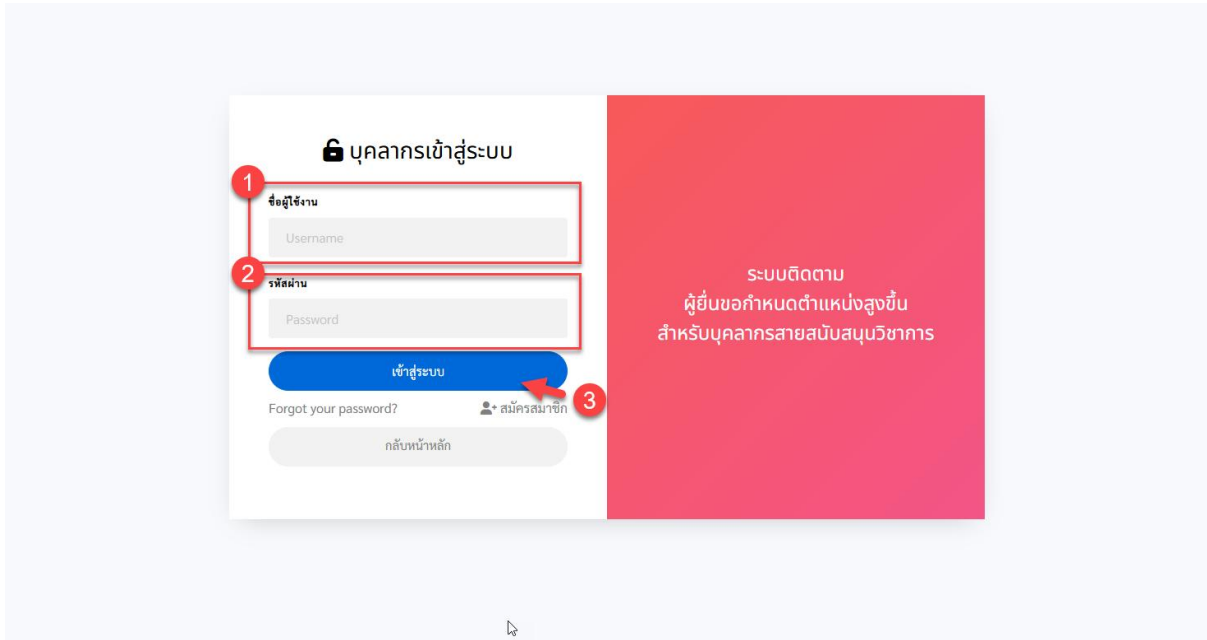 บุคลากรเข้าสู่ระบบ
1
ชื่อผู้ใช้งาน
Username
2
รหัสผ่าน
Password
เข้าสู่ระบบ
3
Forgot your password? สมัครสมาชิก
กลับหน้าหลัก
ระบบติดตาม
ผู้ยื่นขอกำหนดตำแหน่งสูงขึ้น
สำหรับบุคลากรสายสนับสนุนวิชาการ